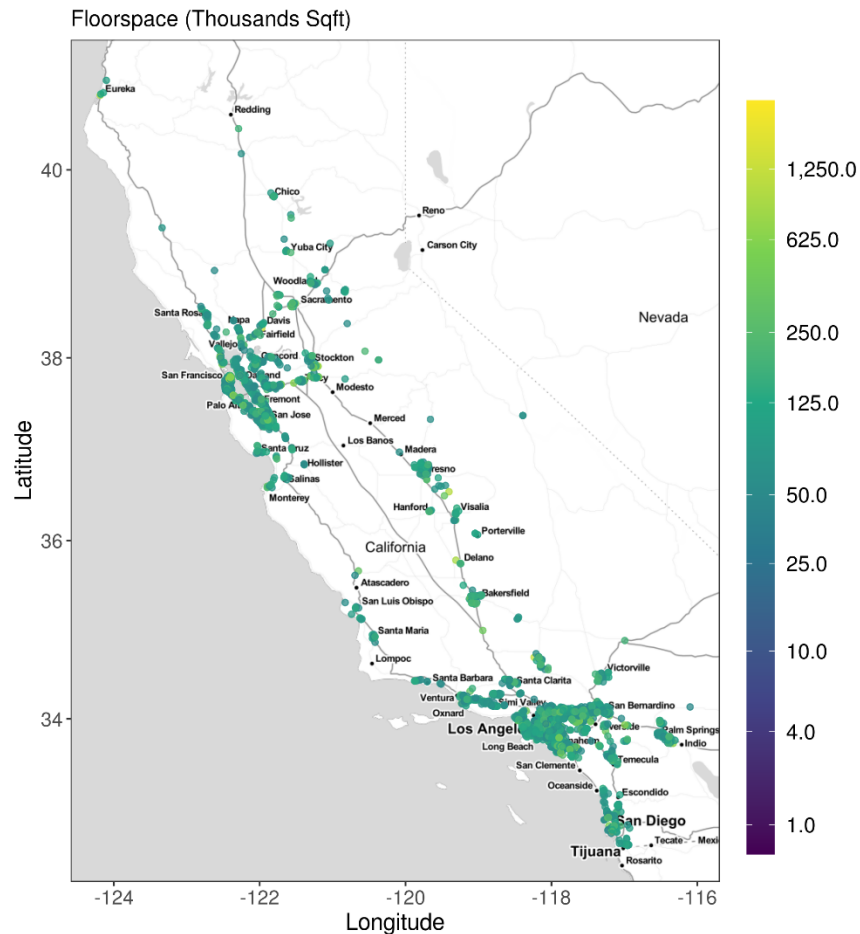 Floorspace (Thousands Sqft)
Eureka
Redding
40
Chico
Reno
Yuba City
Carson City
Woodland
Sacramento
Santa Rosa
Napa
Davis
Fairfield
Nevada
Vallejo
38
Concord
Stockton
San Francisco
Oakland
Modesto
Palo Alto
Fremont
San Jose
Merced
Los Banos
Santa Cruz
Madera
Hollister
Fresno
Salinas
Monterey
Hanford
Visalia
Porterville
36
California
Delano
Atascadero
Bakersfield
San Luis Obispo
Santa Maria
Lompoc
Victorville
Santa Barbara
Santa Clarita
Ventura
Simi Valley
San Bernardino
Oxnard
34
Los Angeles
Riverside
Palm Springs
Anaheim
Long Beach
Indio
San Clemente
Temecula
Oceanside
Escondido
San Diego
Tijuana
Tecate
Mexi
Rosarito
-124
-122
-120
-118
-116
Longitude
Latitude
1,250.0
625.0
250.0
125.0
50.0
25.0
10.0
4.0
1.0